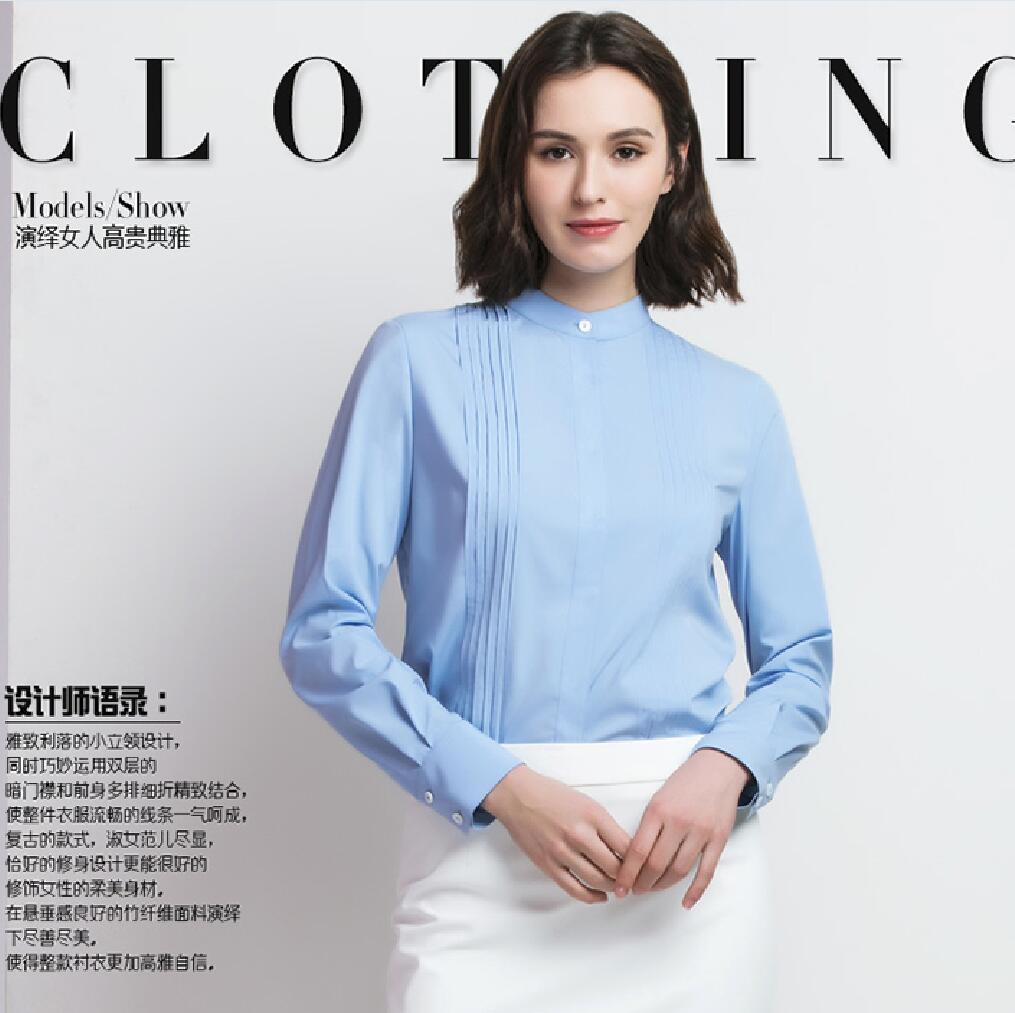 CLOTHING
Models/Show
演绎女人高贵典雅
设计师语录：
雅致利落的小立领设计，
同时巧妙运用双层的
暗门襟和前身多排细折精致结合，
使整件衣服流畅的线条一气呵成，
复古的款式，淑女范儿尽显，
恰好的修身设计更能很好的
修饰女性的柔美身材，
在悬垂感良好的竹纤维面料演绎
下尽善尽美，
使得整款衬衣更加高雅自信。